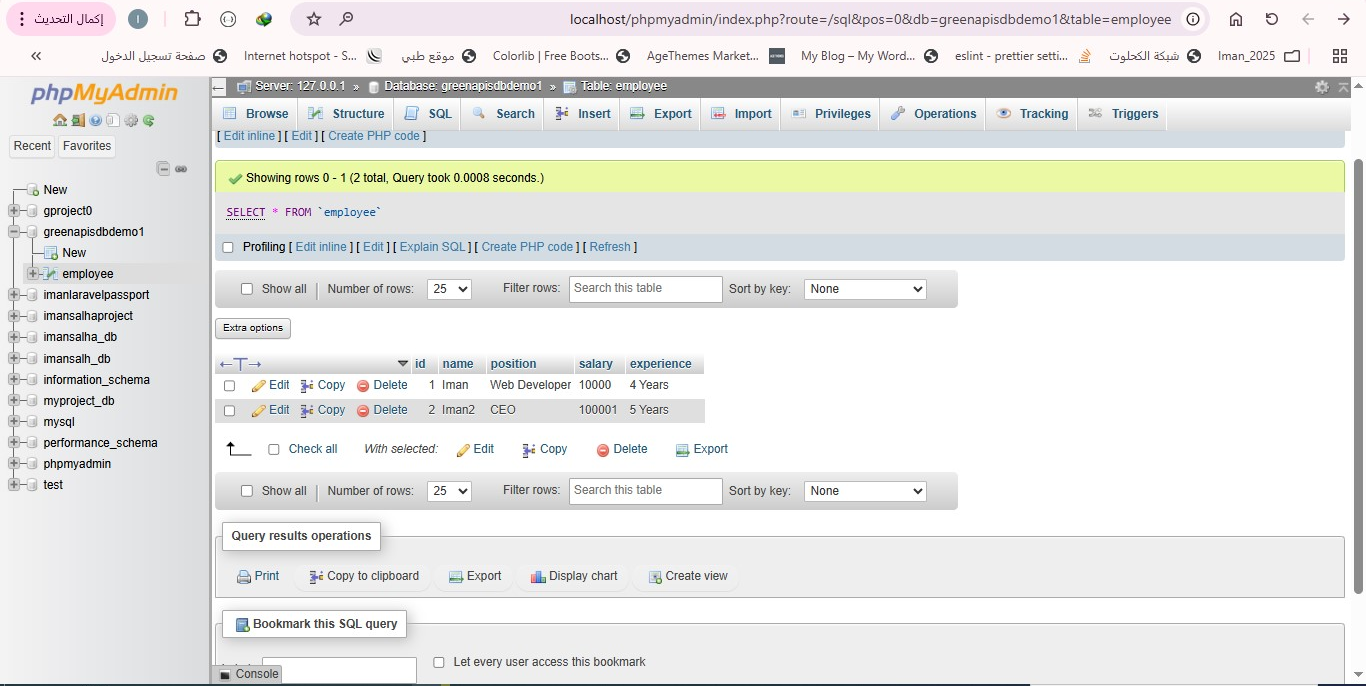 إكمال التحديث
I
localhost/phpmyadmin/index.php?route=/sql&pos=0&db=greenapisdbdemo1&table=employee
« صفحة تسجيل الدخول Internet hotspot - S... موقع طبي Colorlib | Free Boots... AgeThemes Market... My Blog – My Word... eslint - prettier setti... شبكة الكحلوت Iman_2025
phpMyAdmin
Recent Favorites
New
gproject0
greenapisdbdemo1
New
employee
imanlaravelpassport
imansalhaproject
imansalha_db
imansalh_db
information_schema
myproject_db
mysql
performance_schema
phpmyadmin
test
Server: 127.0.0.1 » Database: greenapisdbdemo1 » Table: employee
Browse Structure SQL Search Insert Export Import Privileges Operations Tracking Triggers
[ Edit inline ] [ Edit ] [ Create PHP code ]
Showing rows 0 - 1 (2 total, Query took 0.0008 seconds.)
SELECT * FROM `employee`
Profiling [ Edit inline ] [ Edit ] [ Explain SQL ] [ Create PHP code ] [ Refresh ]
Show all | Number of rows: 25 Filter rows: Search this table Sort by key: None
Extra options
←T→ id name position salary experience
Edit Copy Delete 1 Iman Web Developer 10000 4 Years
Edit Copy Delete 2 Iman2 CEO 100001 5 Years
Check all With selected: Edit Copy Delete Export
Show all | Number of rows: 25 Filter rows: Search this table Sort by key: None
Query results operations
Print Copy to clipboard Export Display chart Create view
Bookmark this SQL query
Let every user access this bookmark
Console